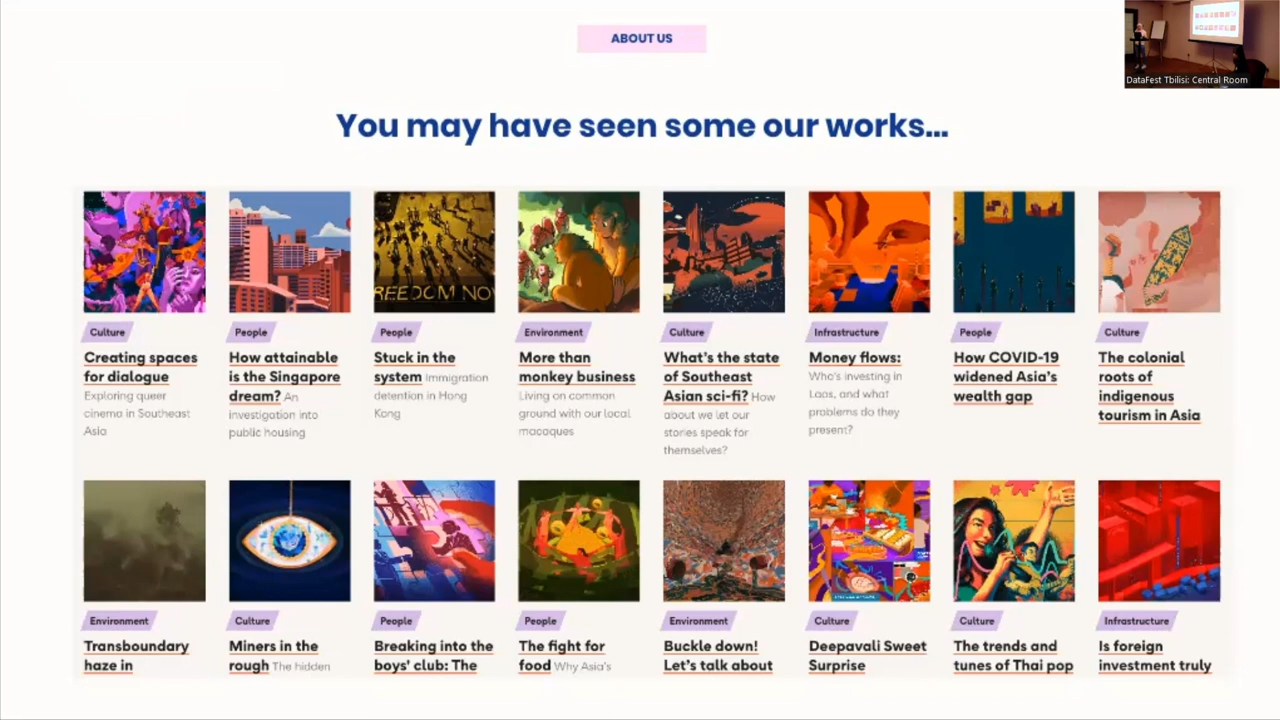 ABOUT US
DataFest Tbilisi: Central Room
You may have seen some our works...
REEDOM NOW
Culture
Creating spaces
for dialogue
Exploring queer
cinema in Southeast
Asia
People
How attainable
is the Singapore
dream? An
investigation into
public housing
People
Stuck in the
system Immigration
detention in Hong
Kong
Environment
More than
monkey business
Living on common
ground with our local
macaques
Culture
What's the state
of Southeast
Asian sci-fi? How
about we let our
stories speak for
themselves?
Infrastructure
Money flows:
Who's investing in
Laos, and what
problems do they
present?
People
How COVID-19
widened Asia's
wealth gap
Culture
The colonial
roots of
indigenous
tourism in Asia
Environment
Transboundary
haze in
Culture
Miners in the
rough The hidden
People
Breaking into the
boys' club: The
People
The fight for
food Why Asia's
Environment
Buckle down!
Let's talk about
Culture
Deepavali Sweet
Surprise
Culture
The trends and
tunes of Thai pop
Infrastructure
Is foreign
investment truly